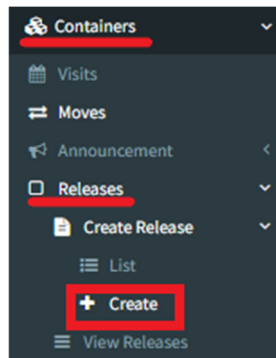 Containers
Visits
Moves
Announcement
Releases
Create Release
List
Create
View Releases